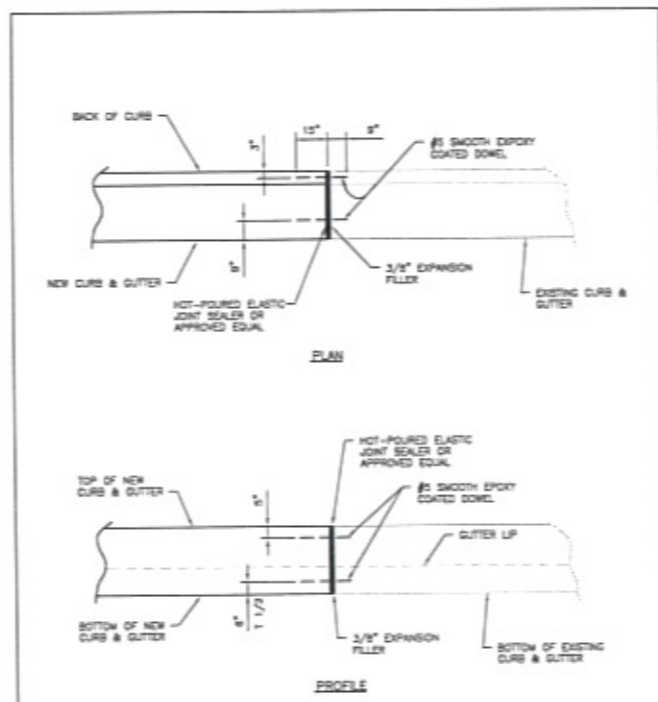 BACK OF CURB
3"
15"
9"
#5 SMOOTH EXPOXY
COATED DOWEL
NEW CURB & GUTTER
HOT-POURED ELASTIC
JOINT SEALER OR
APPROVED EQUAL
3/8" EXPANSION
FILLER
EXISTING CURB &
GUTTER
PLAN
HOT-POURED ELASTIC
JOINT SEALER OR
APPROVED EQUAL
TOP OF NEW
CURB & GUTTER
#5 SMOOTH EPOXY
COATED DOWEL
GUTTER LIP
BOTTOM OF NEW
CURB & GUTTER
3/8" EXPANSION
FILLER
BOTTOM OF EXISTING
CURB & GUTTER
PROFILE